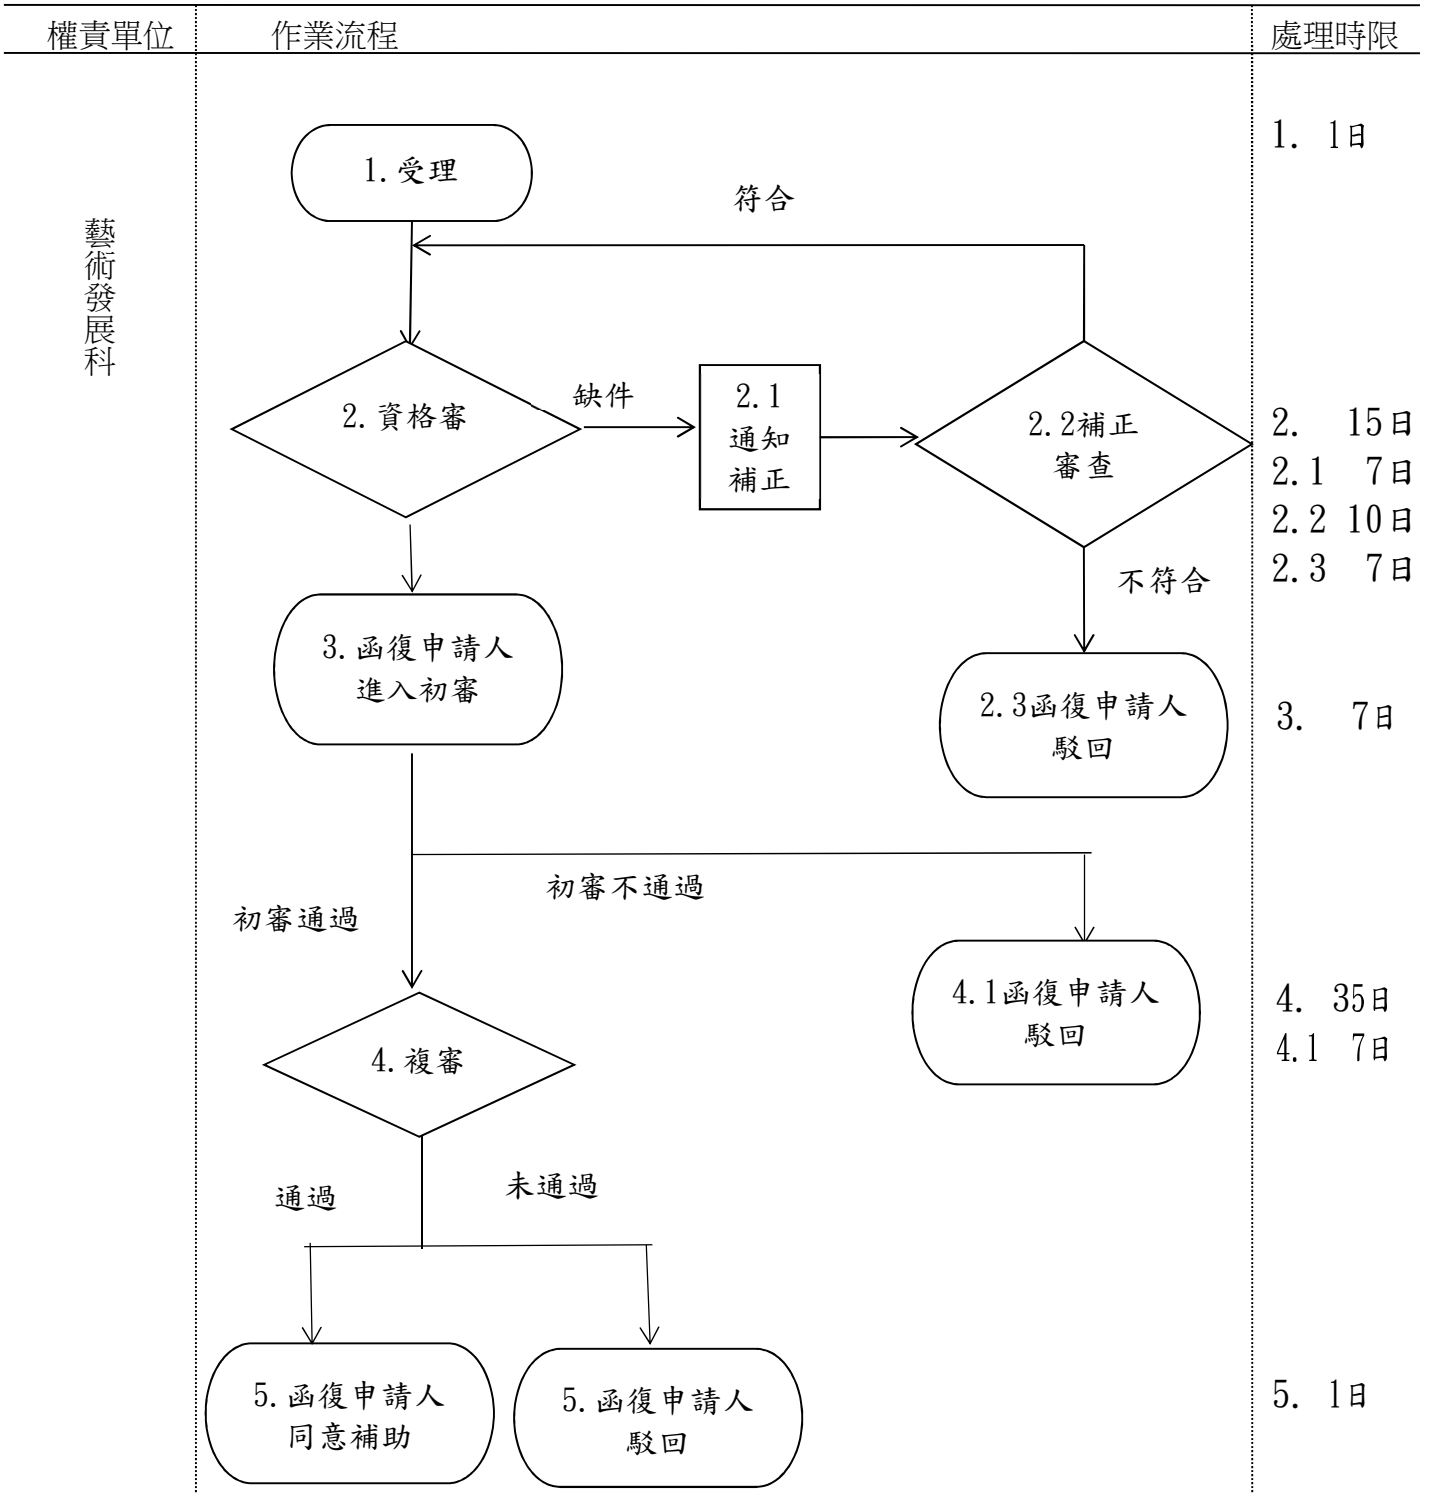 權責單位
作業流程
處理時限
藝術發展科
1.受理
1. 1日
符合
2.資格審
缺件
2.1
通知
補正
2.2補正
審查
2. 15日
2.1 7日
2.2 10日
2.3 7日
不符合
3.函復申請人
進入初審
2.3函復申請人
駁回
3. 7日
初審不通過
初審通過
4.1函復申請人
駁回
4. 35日
4.1 7日
4.複審
通過
未通過
5.函復申請人
同意補助
5.函復申請人
駁回
5. 1日